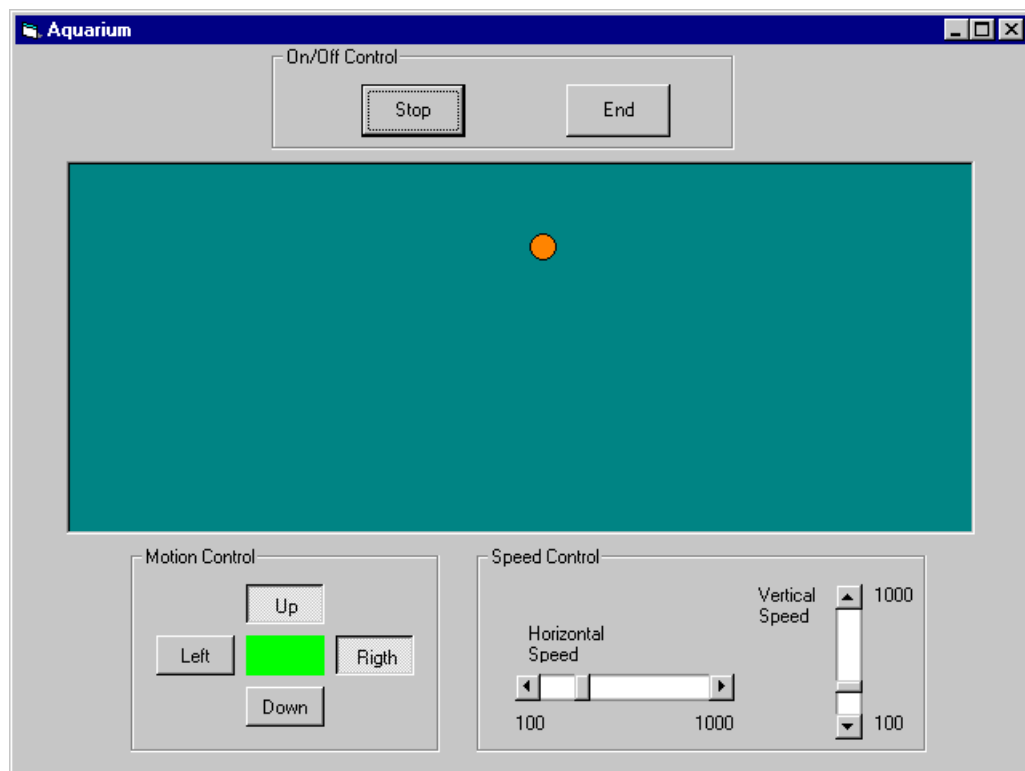 Aquarium
On/Off Control
Stop
End
Motion Control
Up
Left
Rigth
Down
Speed Control
Horizontal
Speed
100
1000
Vertical
Speed
1000
100